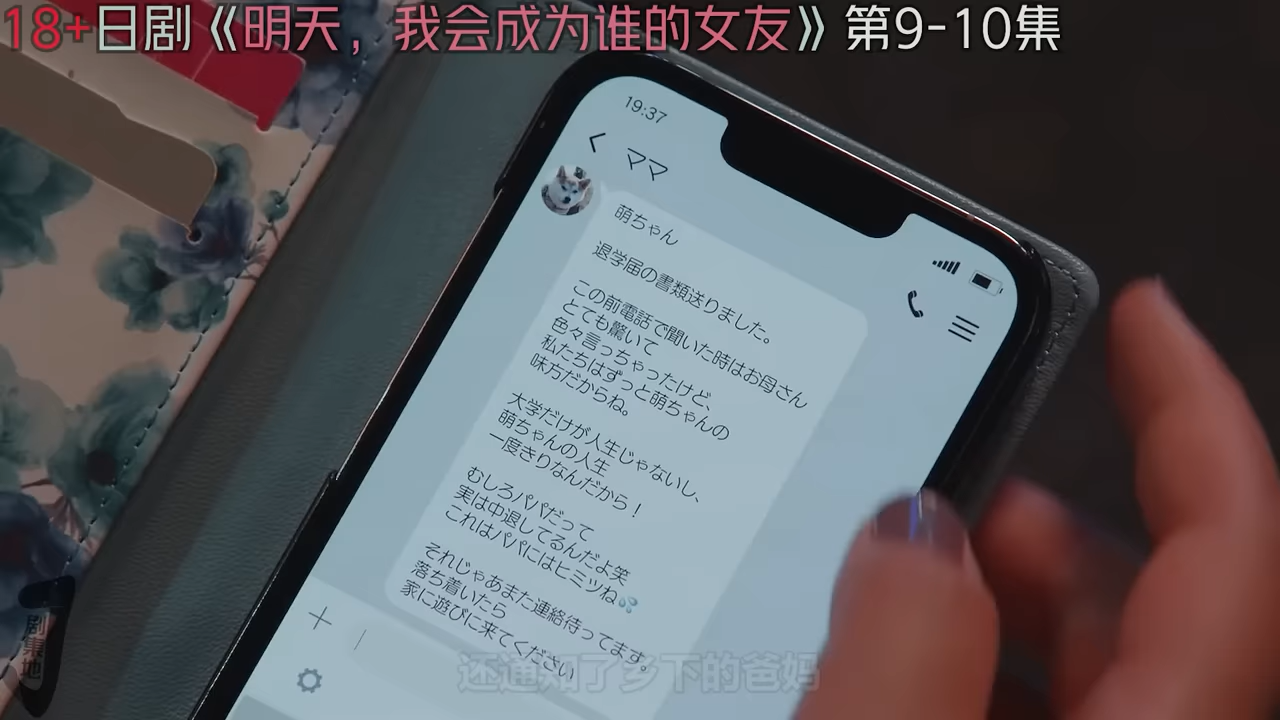 18+日剧《明天，我会成为谁的女友》第9-10集
19:37
ママ
萌ちゃん
退学届の書類送りました。
この前電話で聞いた時はお母さん
とても驚いて
色々言っちゃったけど、
私たちはずっと萌ちゃんの
味方だからね。
大学だけが人生じゃないし、
萌ちゃんの人生
一度きりなんだから！
むしろパパだって
実は中退してるんだよ笑
これはパパにはヒミツね💦
それじゃあまた連絡待ってます。
落ち着いたら
家に遊びに来てください
还通知了乡下的爸妈
剧集地